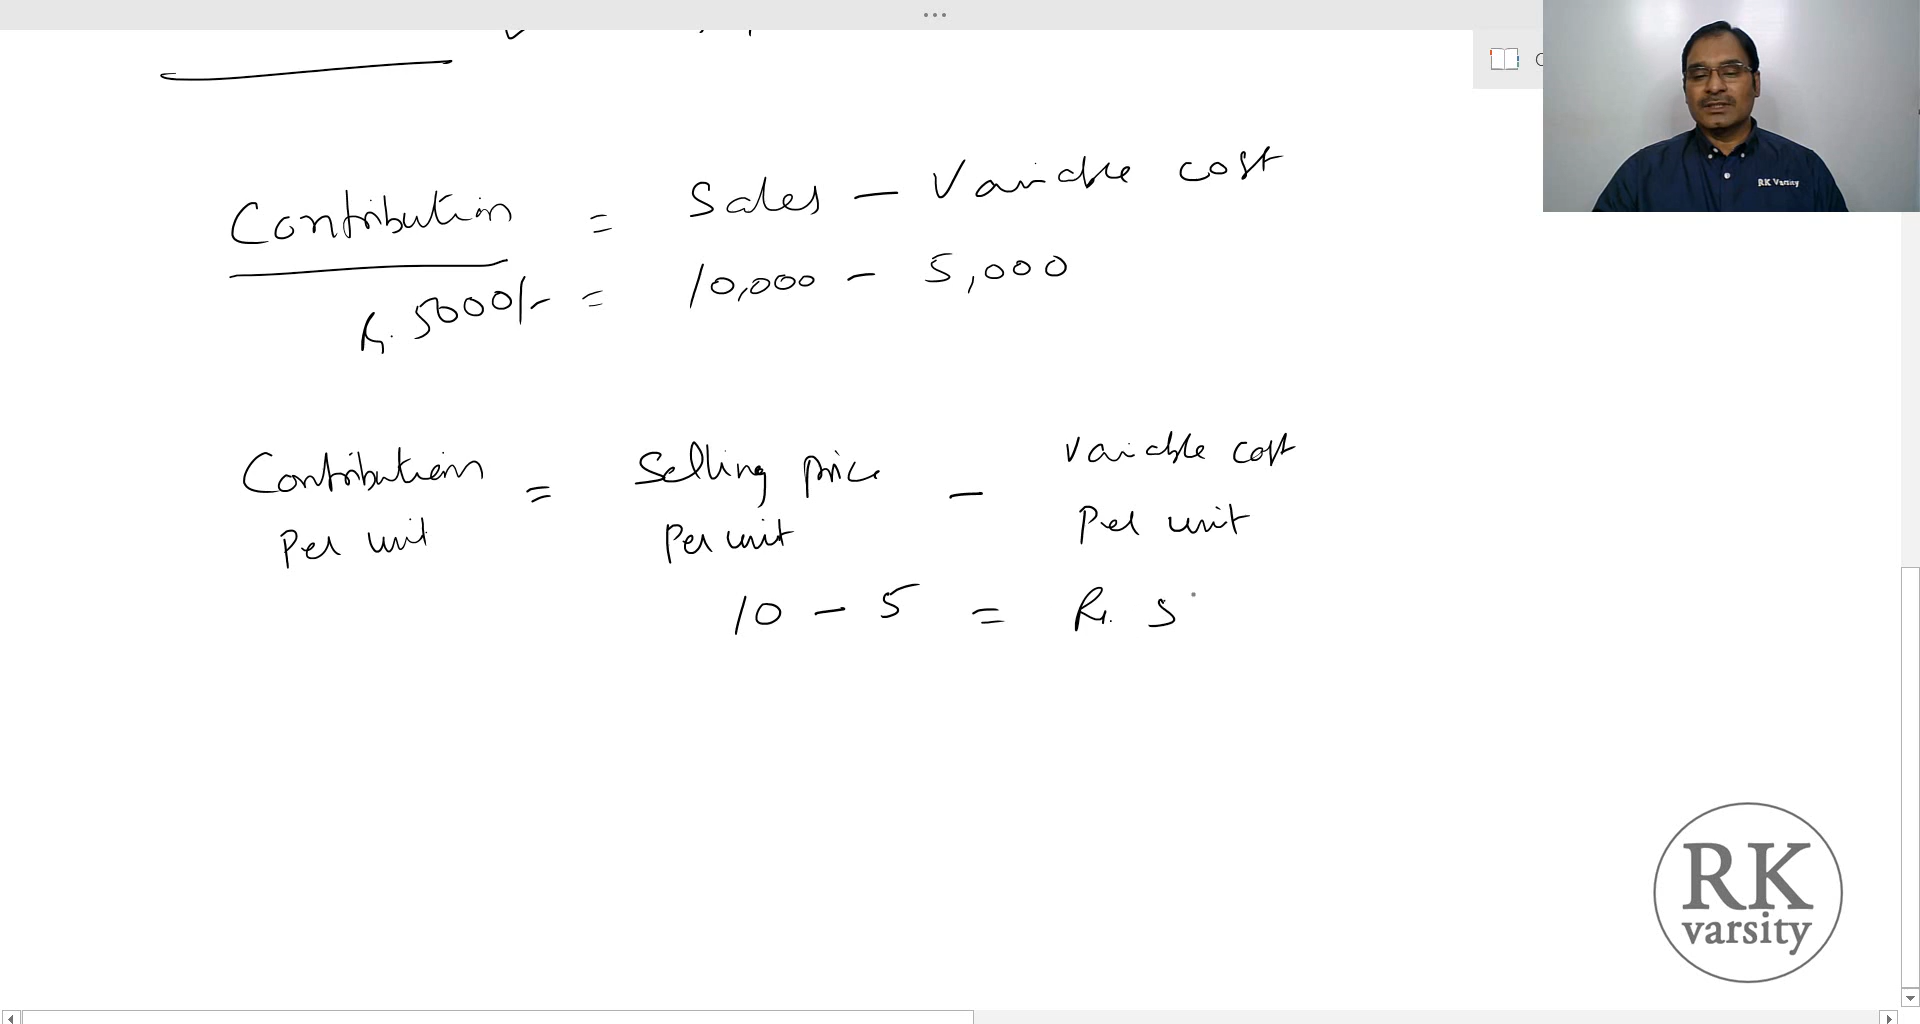 RK Varsity
Contribution = Sales – Variable cost
Rs. 5000/- = 10,000 – 5,000
Contribution per unit = Selling price per unit – Variable cost per unit
10 – 5 = Rs. 5
RK
varsity